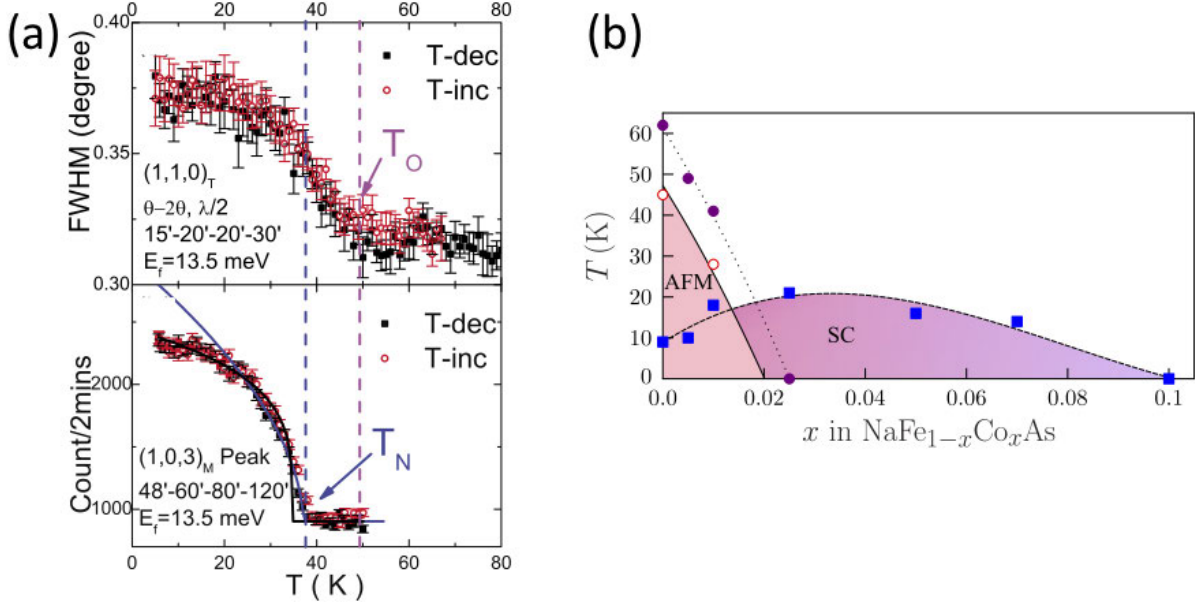 (a)
0 20 40 60 80
0.40
T-dec
T-inc
FWHM (degree)
0.35
T_O
(1,1,0)_T
θ−2θ, λ/2
15'-20'-20'-30'
E_f=13.5 meV
0.30
T-dec
T-inc
Count/2mins
2000
T_N
(1,0,3)_M Peak
48'-60'-80'-120'
E_f=13.5 meV
1000
0 20 40 60 80
T ( K )
(b)
60
50
40
30
20
10
0
T (K)
AFM
SC
0.0 0.02 0.04 0.06 0.08 0.1
x in NaFe_{1−x}Co_xAs